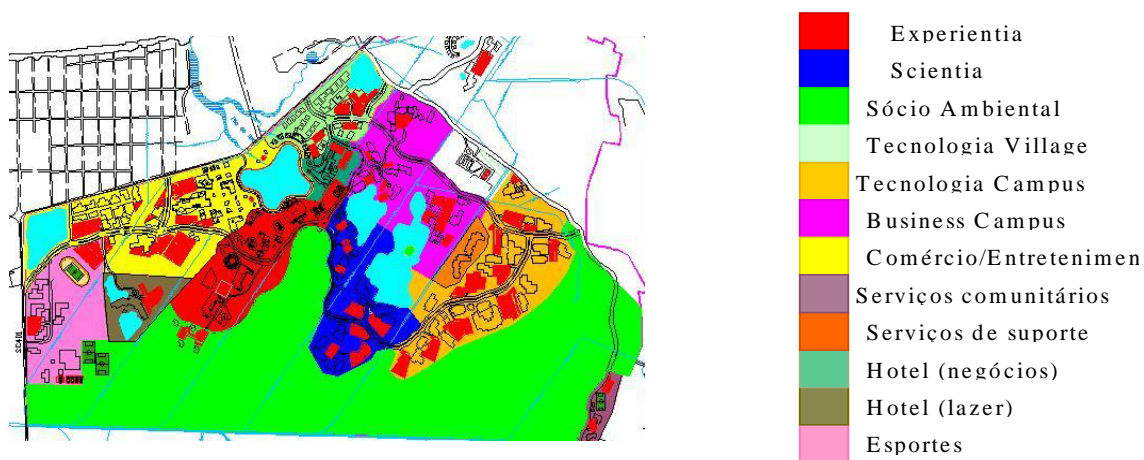 Experientia
Scientia
Sócio Ambiental
Tecnologia Village
Tecnologia Campus
Business Campus
Comércio/Entretenimen
Serviços comunitários
Serviços de suporte
Hotel (negócios)
Hotel (lazer)
Esportes